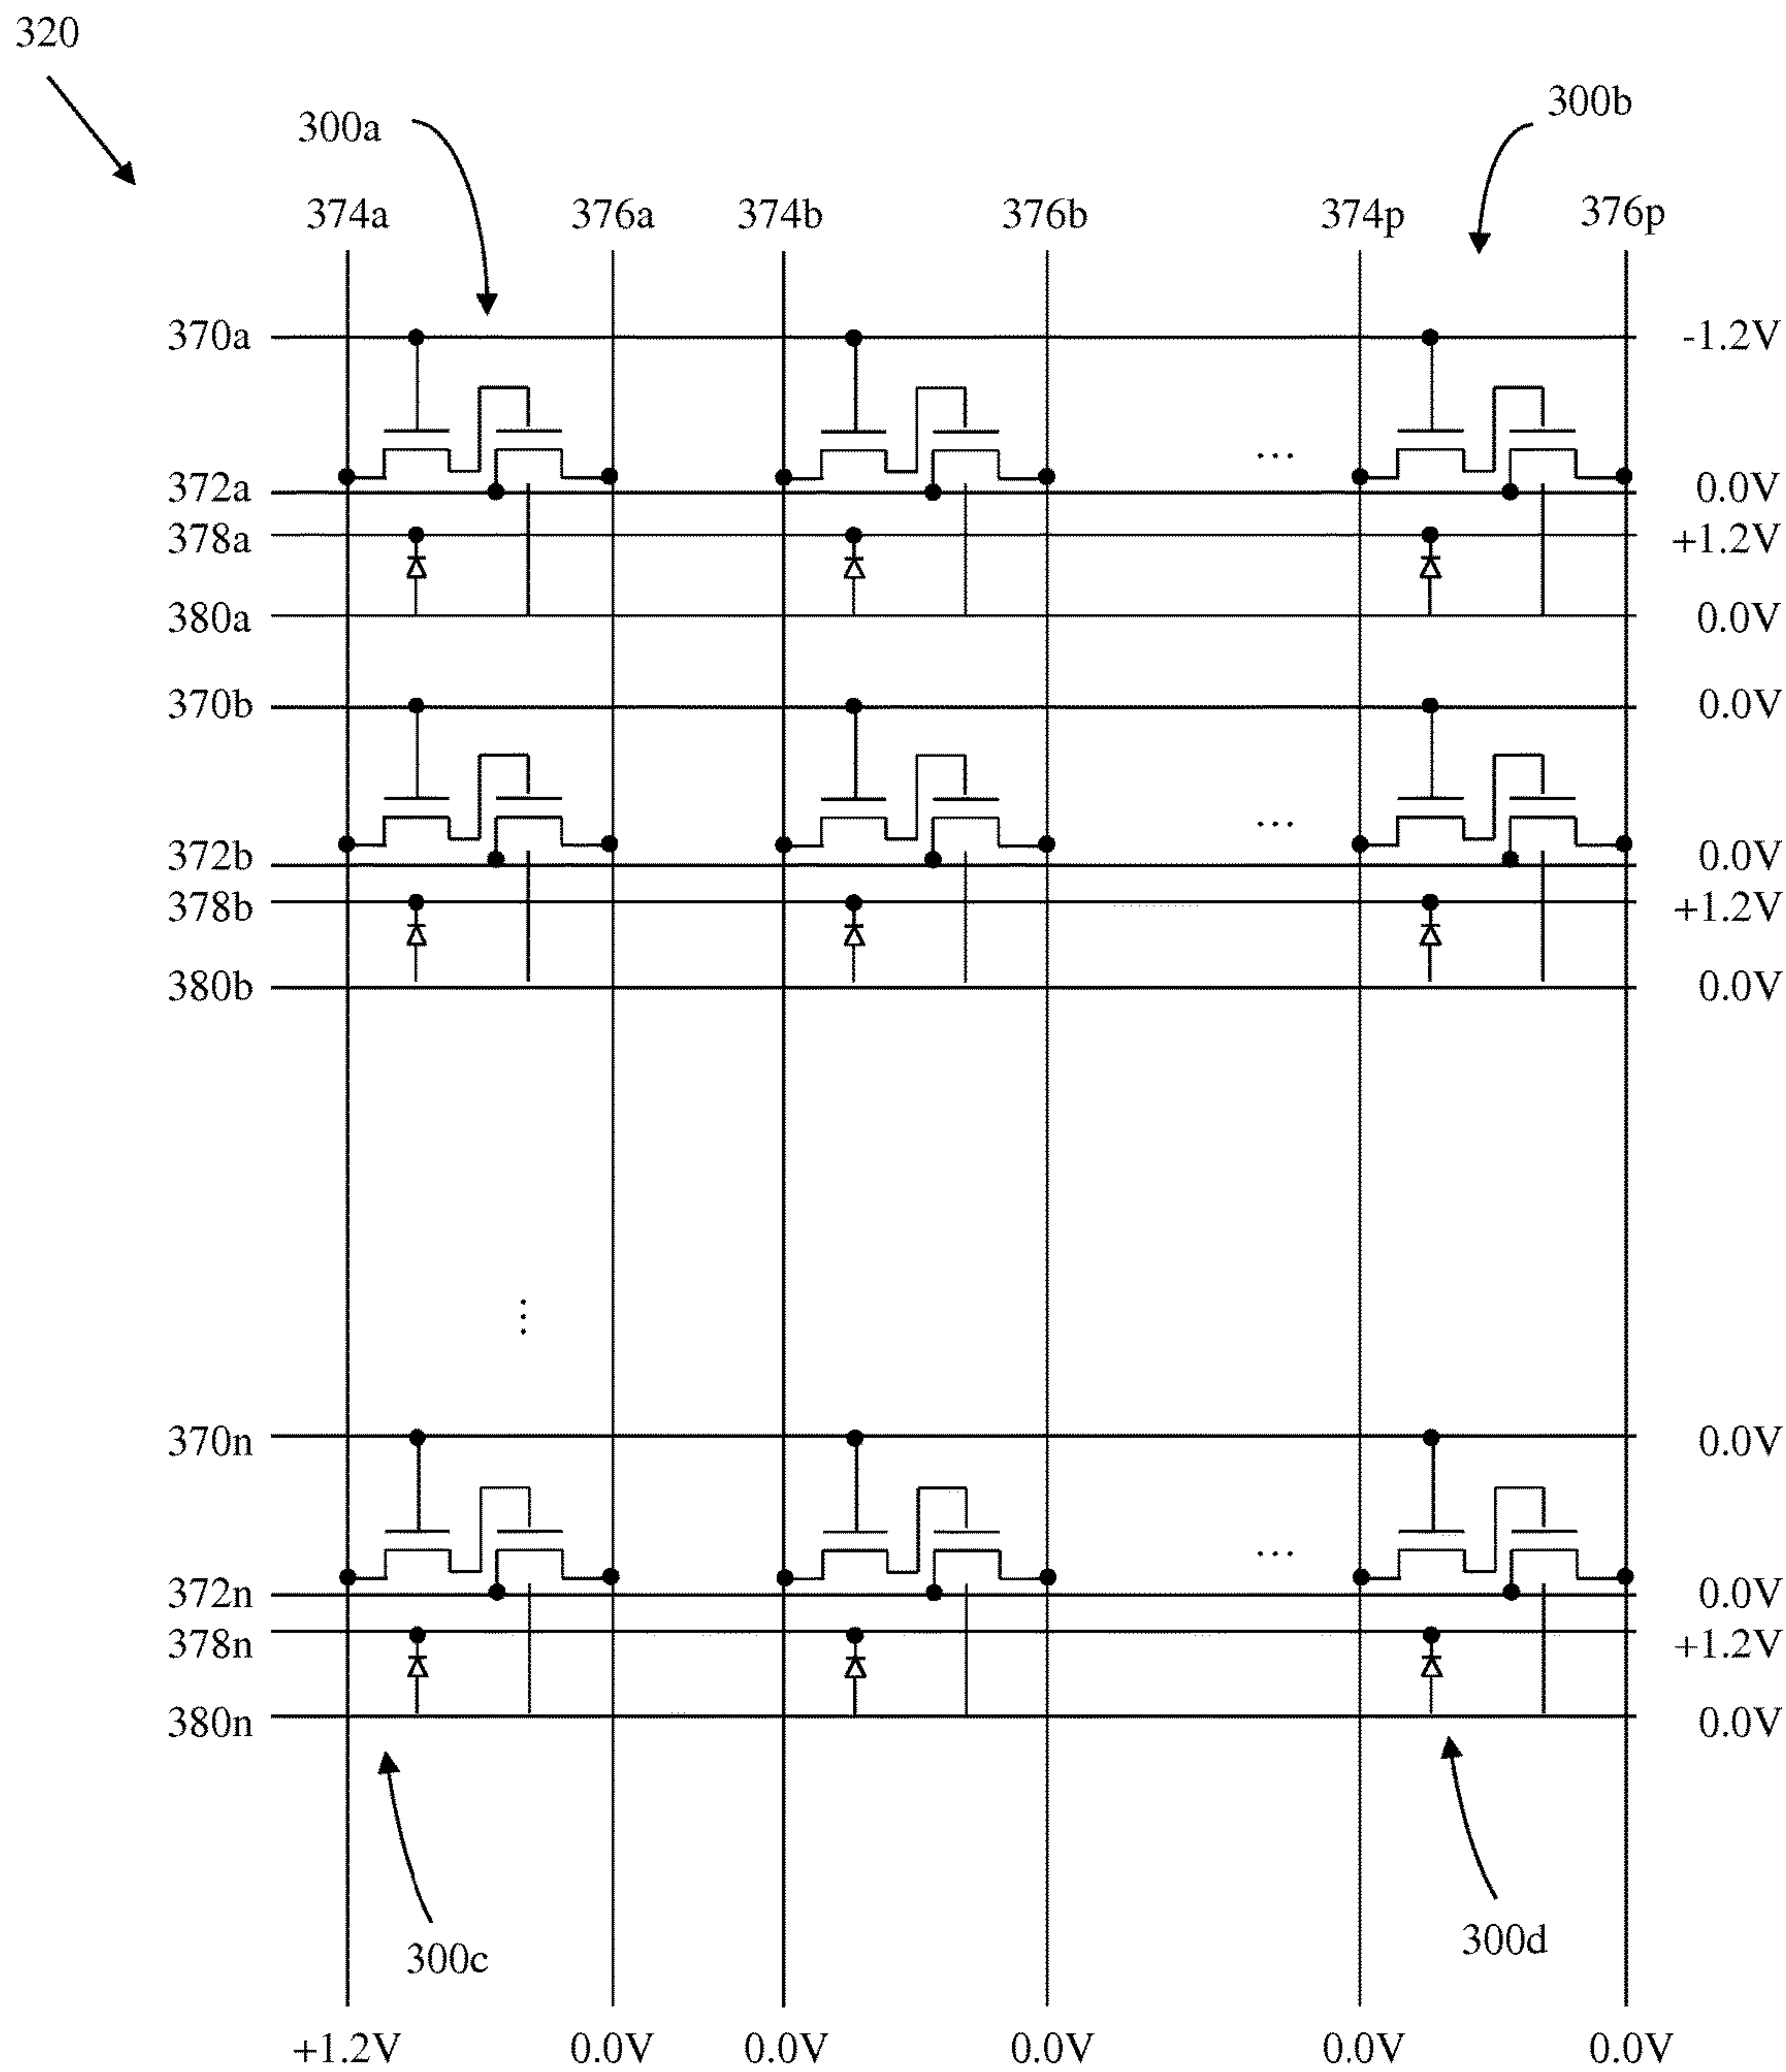 320
300a
300b
374a 376a 374b 376b 374p 376p
370a -1.2V
...
372a 0.0V
378a +1.2V
380a 0.0V
370b 0.0V
...
372b 0.0V
378b +1.2V
380b 0.0V
...
370n 0.0V
...
372n 0.0V
378n +1.2V
380n 0.0V
300c
300d
+1.2V 0.0V 0.0V 0.0V 0.0V 0.0V